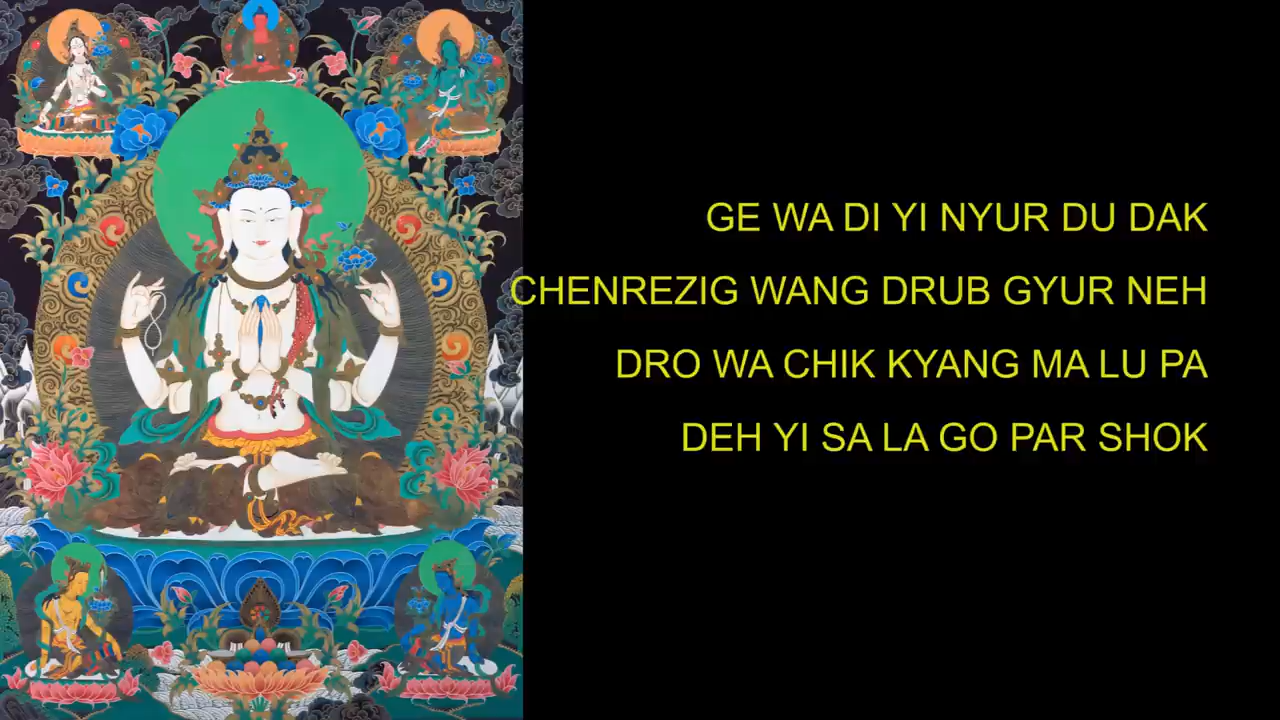 GE WA DI YI NYUR DU DAK
CHENREZIG WANG DRUB GYUR NEH
DRO WA CHIK KYANG MA LU PA
DEH YI SA LA GO PAR SHOK